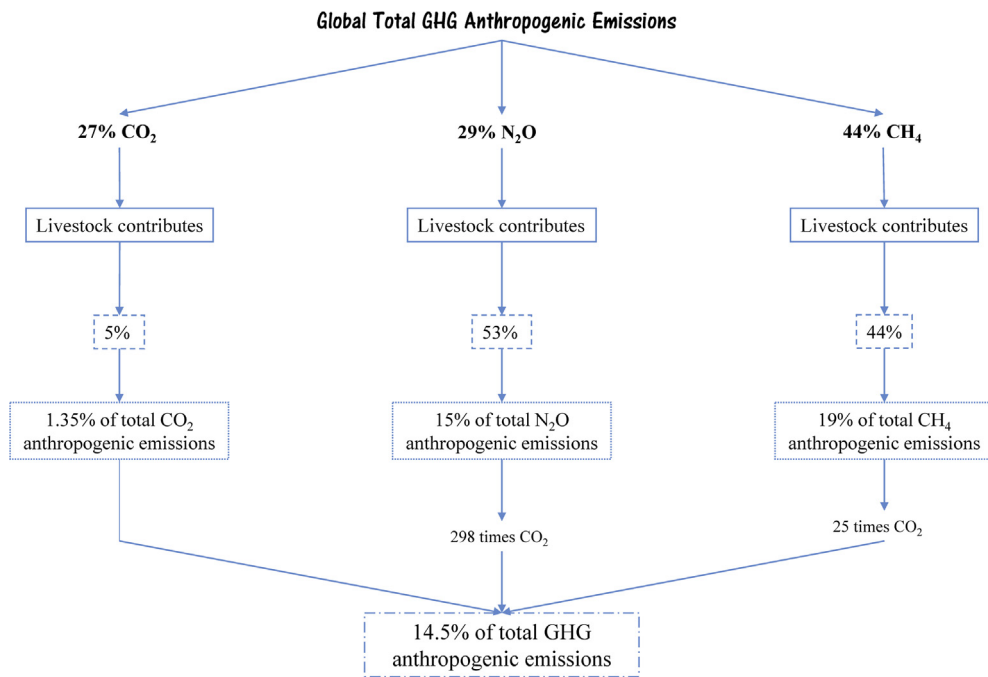 Global Total GHG Anthropogenic Emissions
27% CO₂
29% N₂O
44% CH₄
Livestock contributes
Livestock contributes
Livestock contributes
5%
53%
44%
1.35% of total CO₂
anthropogenic emissions
15% of total N₂O
anthropogenic emissions
19% of total CH₄
anthropogenic emissions
298 times CO₂
25 times CO₂
14.5% of total GHG
anthropogenic emissions